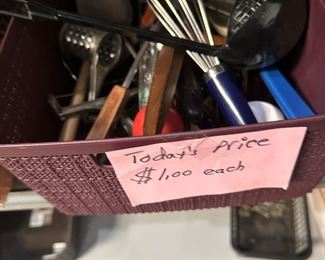 Today's price
$1,00 each